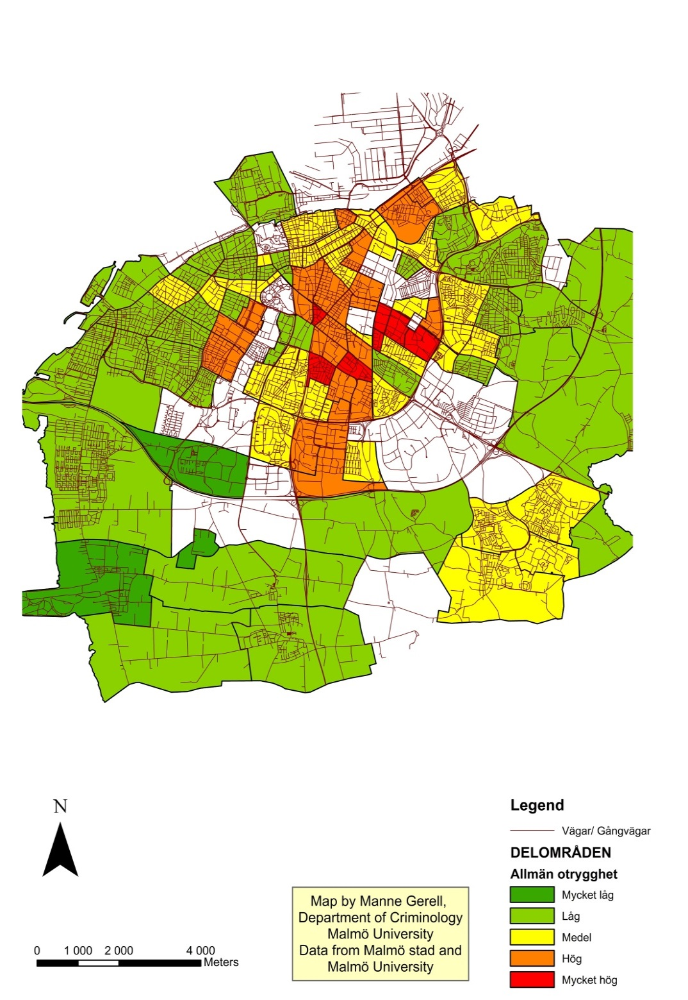 N
0 1 000 2 000 4 000
Meters
Map by Manne Gerell,
Department of Criminology
Malmö University
Data from Malmö stad and
Malmö University
Legend
Vägar/ Gångvägar
DELOMRÅDEN
Allmän otrygghet
Mycket låg
Låg
Medel
Hög
Mycket hög